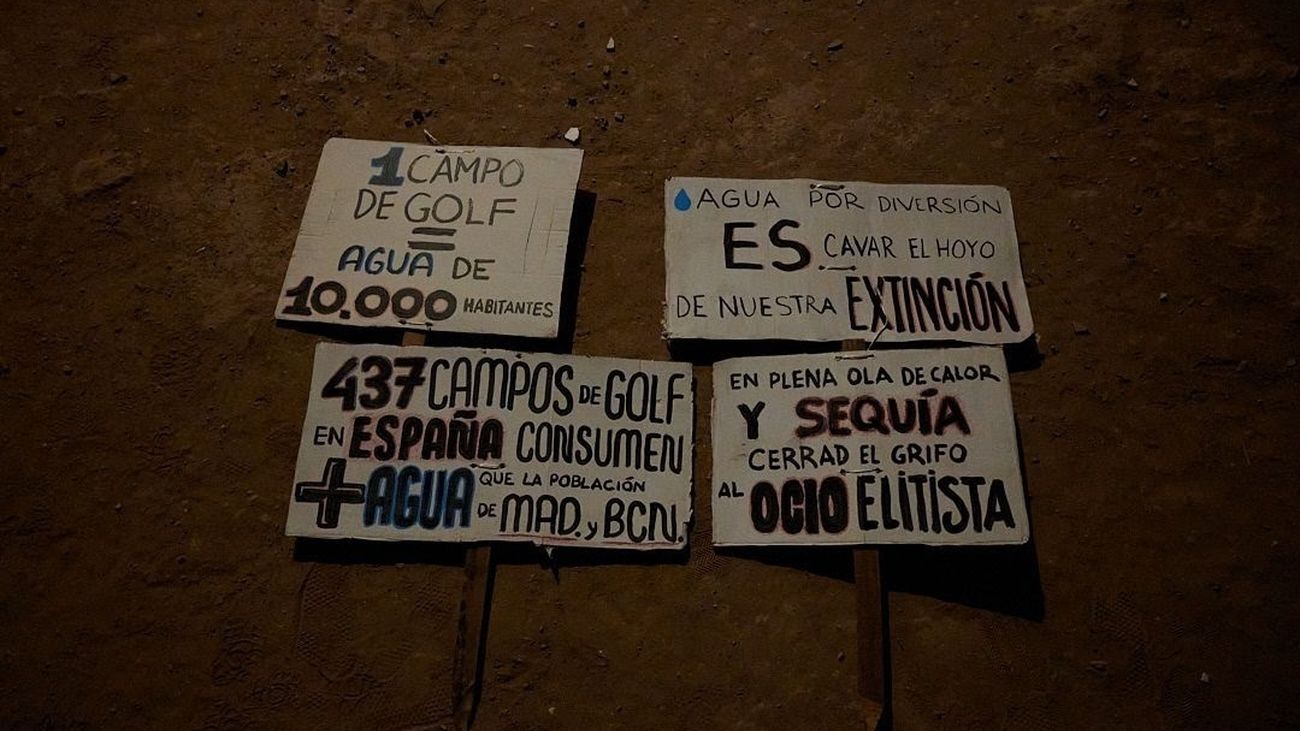 1 CAMPO
DE GOLF
=
AGUA DE
10.000 HABITANTES
AGUA POR DIVERSIÓN
ES CAVAR EL HOYO
DE NUESTRA EXTINCIÓN
437 CAMPOS DE GOLF
EN ESPAÑA CONSUMEN
+ AGUA QUE LA POBLACIÓN
DE MAD. y BCN.
EN PLENA OLA DE CALOR
Y SEQUÍA
CERRAD EL GRIFO
AL OCIO ELITISTA